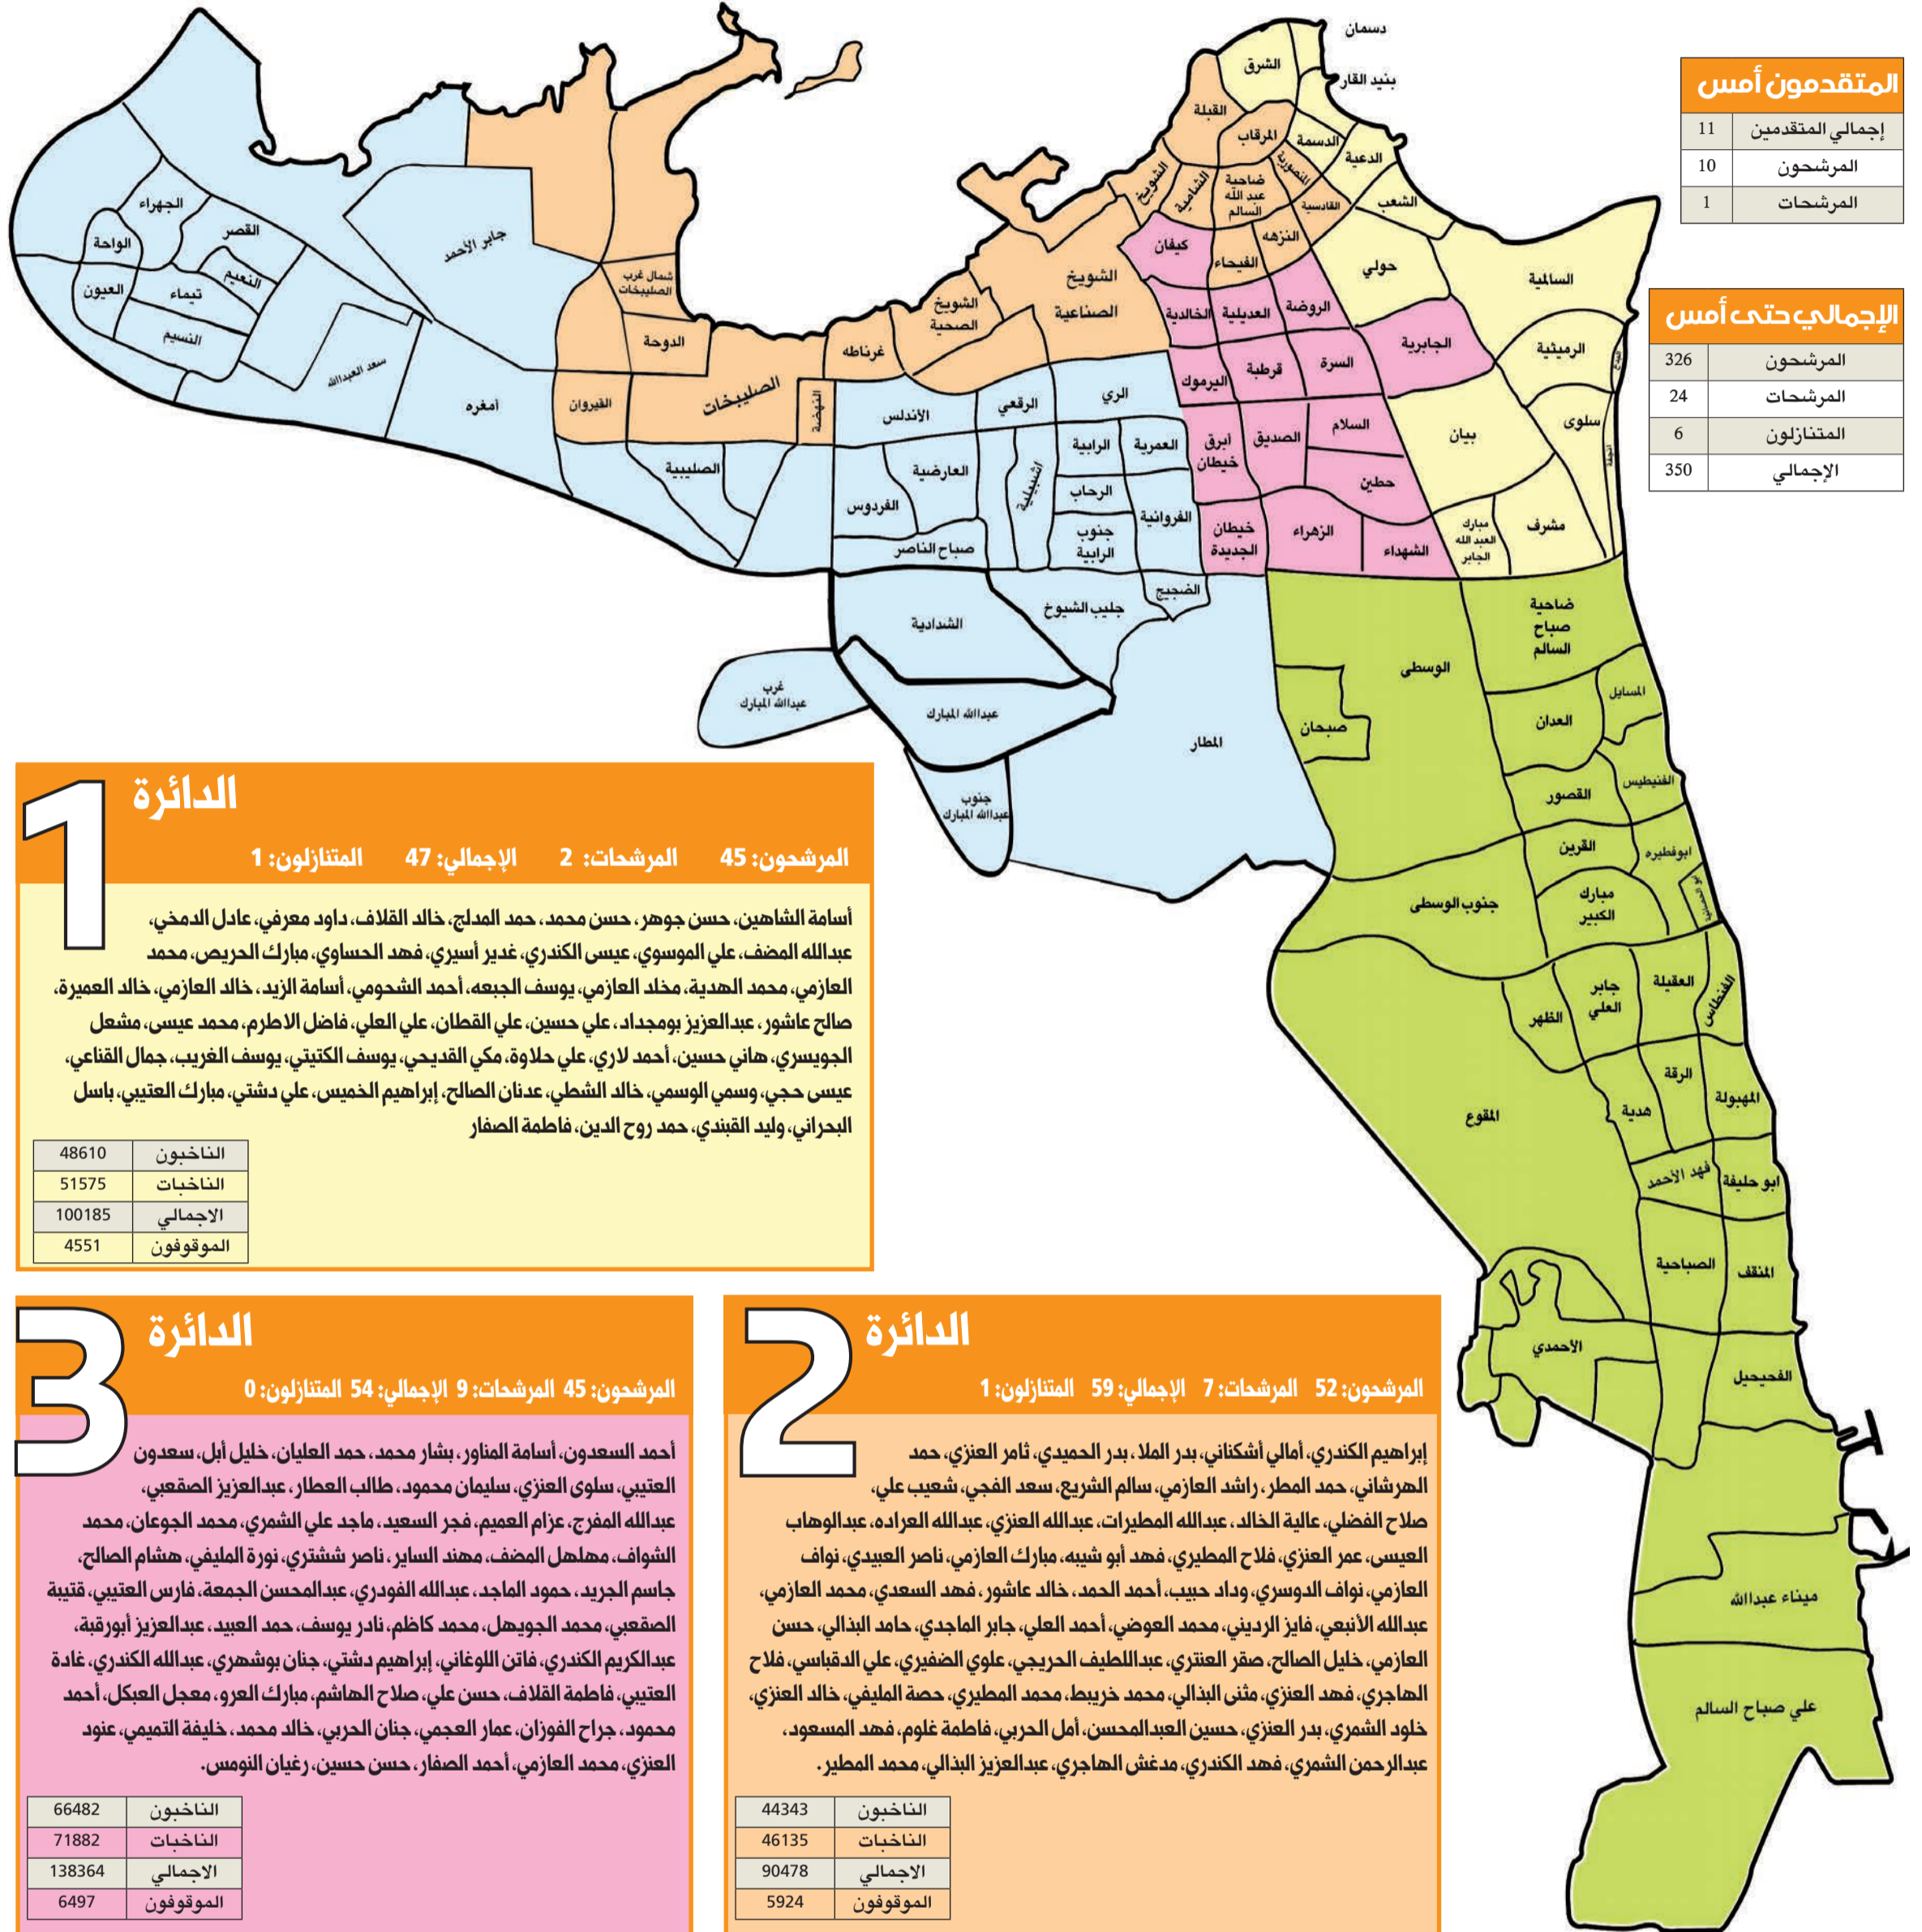 دسمان
الشرق
بنيد القار
القبلة
المرقاب
الدسمة
الدعية
المنصورية
الشويخ
الشامية
ضاحية
عبد الله
السالم
القادسية
الشعب
كيفان
النزهه
الفيحاء
حولي
السالمية
الشويخ
الصناعية
الشويخ
الصحية
الخالدية
العديلية
الروضة
الجابرية
الرميثية
البدع
غرناطه
اليرموك
قرطبة
السرة
بيان
سلوى
الجهراء
الواحة
القصر
النعيم
العيون
تيماء
النسيم
جابر الأحمد
سعد العبدالله
أمغره
شمال غرب
الصليبخات
الدوحة
القيروان
الصليبخات
النهضة
الأندلس
الرقعي
الري
الصليبية
العارضية
الفردوس
صباح الناصر
اشبيلية
الرابية
العمرية
الرحاب
جنوب
الرابية
الفروانية
أبرق
خيطان
الصديق
السلام
حطين
خيطان
الجديدة
الزهراء
الشهداء
مبارك
العبد الله
الجابر
مشرف
الضجيج
جليب الشيوخ
الشدادية
غرب
عبدالله المبارك
عبدالله المبارك
جنوب
عبدالله المبارك
المطار
الوسطى
صبحان
ضاحية
صباح
السالم
المسايل
العدان
الفنيطيس
القصور
القرين
ابوفطيره
مبارك
الكبير
ابو الحصانية
جنوب الوسطى
الظهر
جابر
العلي
العقيلة
الفنطاس
الرقة
هدية
المهبولة
المقوع
فهد الأحمد
ابو حليفة
الصباحية
المنقف
الأحمدي
الفحيحيل
ميناء عبدالله
علي صباح السالم
المتقدمون أمس
إجمالي المتقدمين 11
المرشحون 10
المرشحات 1
الإجمالي حتى أمس
المرشحون 326
المرشحات 24
المتنازلون 6
الإجمالي 350
الدائرة 1
المرشحون: 45 المرشحات: 2 الإجمالي: 47 المتنازلون: 1
أسامة الشاهين، حسن جوهر، حسن محمد، حمد المدلج، خالد القلاف، داود معرفي، عادل الدمخي،
عبدالله المضف، علي الموسوي، عيسى الكندري، غدير أسيري، فهد الحساوي، مبارك الحريص، محمد
العازمي، محمد الهدية، مخلد العازمي، يوسف الجبعه، أحمد الشحومي، أسامة الزيد، خالد العازمي، خالد العميرة،
صالح عاشور، عبدالعزيز بومجداد، علي حسين، علي القطان، علي العلي، فاضل الاطرم، محمد عيسى، مشعل
الجويسري، هاني حسين، أحمد لاري، علي حلاوة، مكي القديحي، يوسف الكتيتي، يوسف الغريب، جمال القناعي،
عيسى حجي، وسمي الوسمي، خالد الشطي، عدنان الصالح، إبراهيم الخميس، علي دشتي، مبارك العتيبي، باسل
البحراني، وليد القبندي، حمد روح الدين، فاطمة الصفار
الناخبون 48610
الناخبات 51575
الاجمالي 100185
الموقوفون 4551
الدائرة 2
المرشحون: 52 المرشحات: 7 الإجمالي: 59 المتنازلون: 1
إبراهيم الكندري، أمالي أشكناني، بدر الملا، بدر الحميدي، ثامر العنزي، حمد
الهرشاني، حمد المطر، راشد العازمي، سالم الشريع، سعد الفجي، شعيب علي،
صلاح الفضلي، عالية الخالد، عبدالله المطيرات، عبدالله العنزي، عبدالله العراده، عبدالوهاب
العيسى، عمر العنزي، فلاح المطيري، فهد أبو شيبه، مبارك العازمي، ناصر العبيدي، نواف
العازمي، نواف الدوسري، وداد حبيب، أحمد الحمد، خالد عاشور، فهد السعدي، محمد العازمي،
عبدالله الأنبعي، فايز الرديني، محمد العوضي، أحمد العلي، جابر الماجدي، حامد البذالي، حسن
العازمي، خليل الصالح، صقر العنتري، عبداللطيف الحريجي، علوي الضفيري، علي الدقباسي، فلاح
الهاجري، فهد العنزي، مثنى البذالي، محمد خريبط، محمد المطيري، حصة المليفي، خالد العنزي،
خلود الشمري، بدر العنزي، حسين العبدالمحسن، أمل الحربي، فاطمة غلوم، فهد المسعود،
عبدالرحمن الشمري، فهد الكندري، مدغش الهاجري، عبدالعزيز البذالي، محمد المطير.
الناخبون 44343
الناخبات 46135
الاجمالي 90478
الموقوفون 5924
الدائرة 3
المرشحون: 45 المرشحات: 9 الإجمالي: 54 المتنازلون: 0
أحمد السعدون، أسامة المناور، بشار محمد، حمد العليان، خليل أبل، سعدون
العتيبي، سلوى العنزي، سليمان محمود، طالب العطار، عبدالعزيز الصقعبي،
عبدالله المفرج، عزام العميم، فجر السعيد، ماجد علي الشمري، محمد الجوعان، محمد
الشواف، مهلهل المضف، مهند الساير، ناصر ششتري، نورة المليفي، هشام الصالح،
جاسم الجريد، حمود الماجد، عبدالله الفودري، عبدالمحسن الجمعة، فارس العتيبي، قتيبة
الصقعبي، محمد الجويهل، محمد كاظم، نادر يوسف، حمد العبيد، عبدالعزيز أبورقبة،
عبدالكريم الكندري، فاتن اللوغاني، إبراهيم دشتي، جنان بوشهري، عبدالله الكندري، غادة
العتيبي، فاطمة القلاف، حسن علي، صلاح الهاشم، مبارك العرو، معجل العبكل، أحمد
محمود، جراح الفوزان، عمار العجمي، جنان الحربي، خالد محمد، خليفة التميمي، عنود
العنزي، محمد العازمي، أحمد الصفار، حسن حسين، رغيان النومس.
الناخبون 66482
الناخبات 71882
الاجمالي 138364
الموقوفون 6497